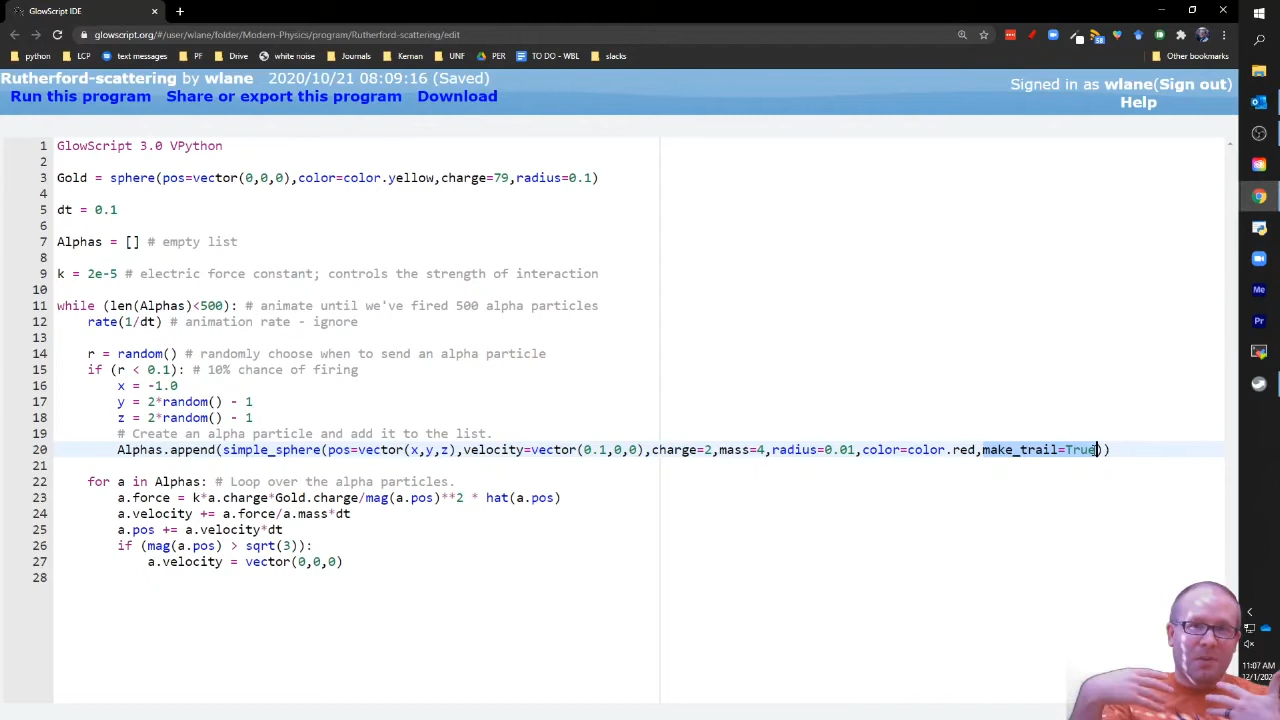 GlowScript IDE
glowscript.org/#/user/wlane/folder/Modern-Physics/program/Rutherford-scattering/edit
python LCP text messages PF Drive white noise Journals Kernan UNF PER TO DO - WBL slacks Other bookmarks
58
Rutherford-scattering by wlane 2020/10/21 08:09:16 (Saved)
Signed in as wlane(Sign out)
Run this program Share or export this program Download
Help
1 GlowScript 3.0 VPython
2
3 Gold = sphere(pos=vector(0,0,0),color=color.yellow,charge=79,radius=0.1)
4
5 dt = 0.1
6
7 Alphas = [] # empty list
8
9 k = 2e-5 # electric force constant; controls the strength of interaction
10
11 while (len(Alphas)<500): # animate until we've fired 500 alpha particles
12 rate(1/dt) # animation rate - ignore
13
14 r = random() # randomly choose when to send an alpha particle
15 if (r < 0.1): # 10% chance of firing
16 x = -1.0
17 y = 2*random() - 1
18 z = 2*random() - 1
19 # Create an alpha particle and add it to the list.
20 Alphas.append(simple_sphere(pos=vector(x,y,z),velocity=vector(0.1,0,0),charge=2,mass=4,radius=0.01,color=color.red,make_trail=True))
21
22 for a in Alphas: # Loop over the alpha particles.
23 a.force = k*a.charge*Gold.charge/mag(a.pos)**2 * hat(a.pos)
24 a.velocity += a.force/a.mass*dt
25 a.pos += a.velocity*dt
26 if (mag(a.pos) > sqrt(3)):
27 a.velocity = vector(0,0,0)
28
Me
Pr
11:07 AM